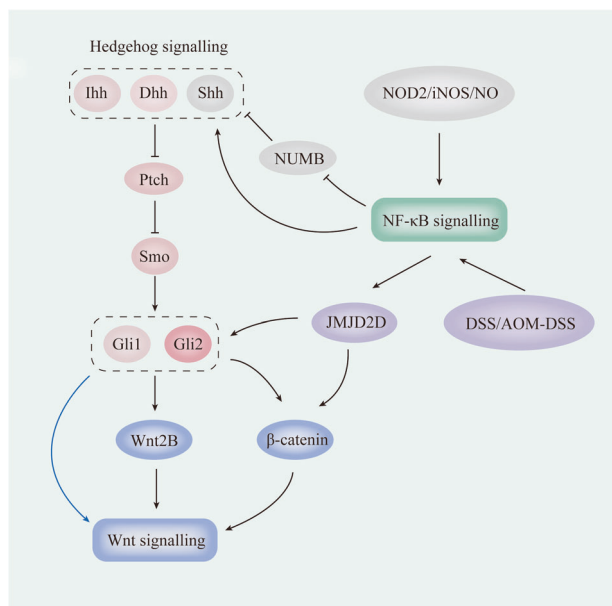 Hedgehog signalling
Ihh Dhh Shh
NOD2/iNOS/NO
NUMB
Ptch
NF-κB signalling
Smo
JMJD2D
DSS/AOM-DSS
Gli1 Gli2
Wnt2B
β-catenin
Wnt signalling